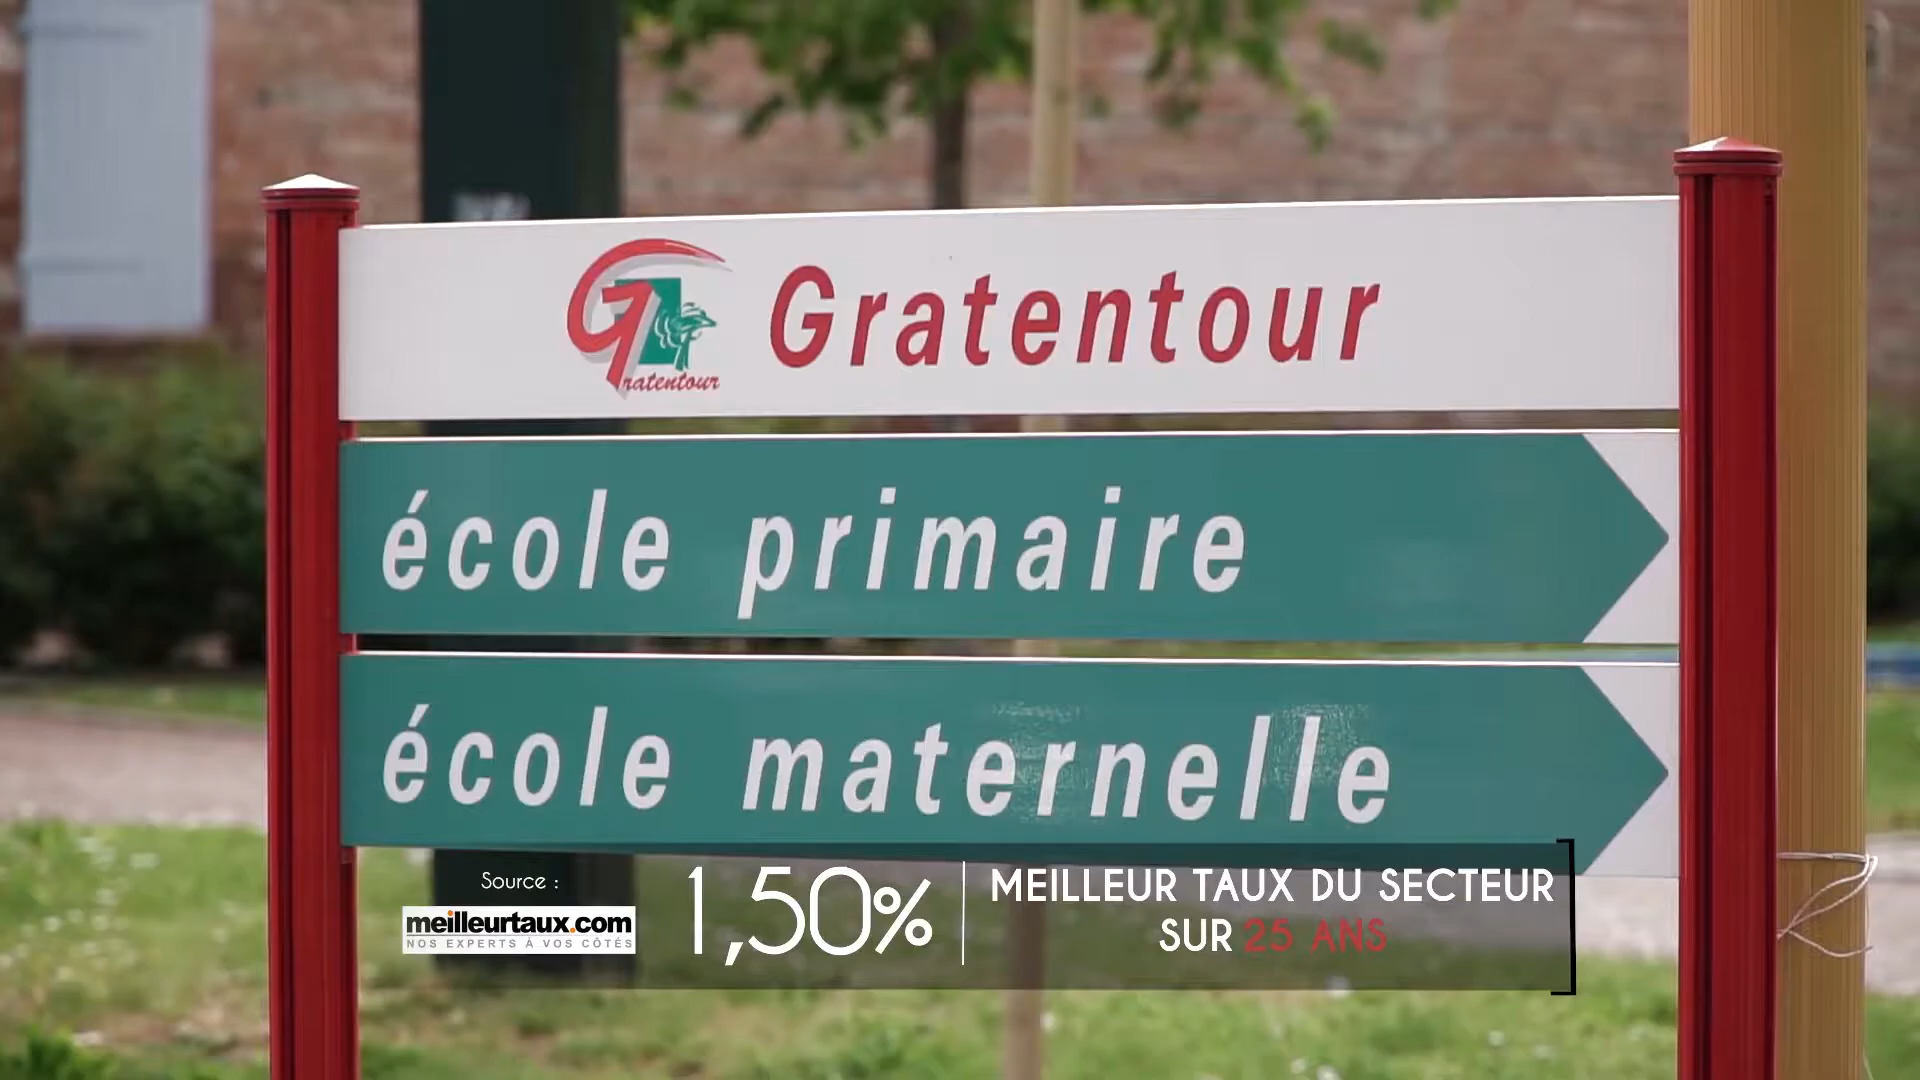 Gratentour
Gratentour
école primaire
école maternelle
Source :
meilleurtaux.com
NOS EXPERTS À VOS CÔTÉS
1,50%
MEILLEUR TAUX DU SECTEUR
SUR 25 ANS